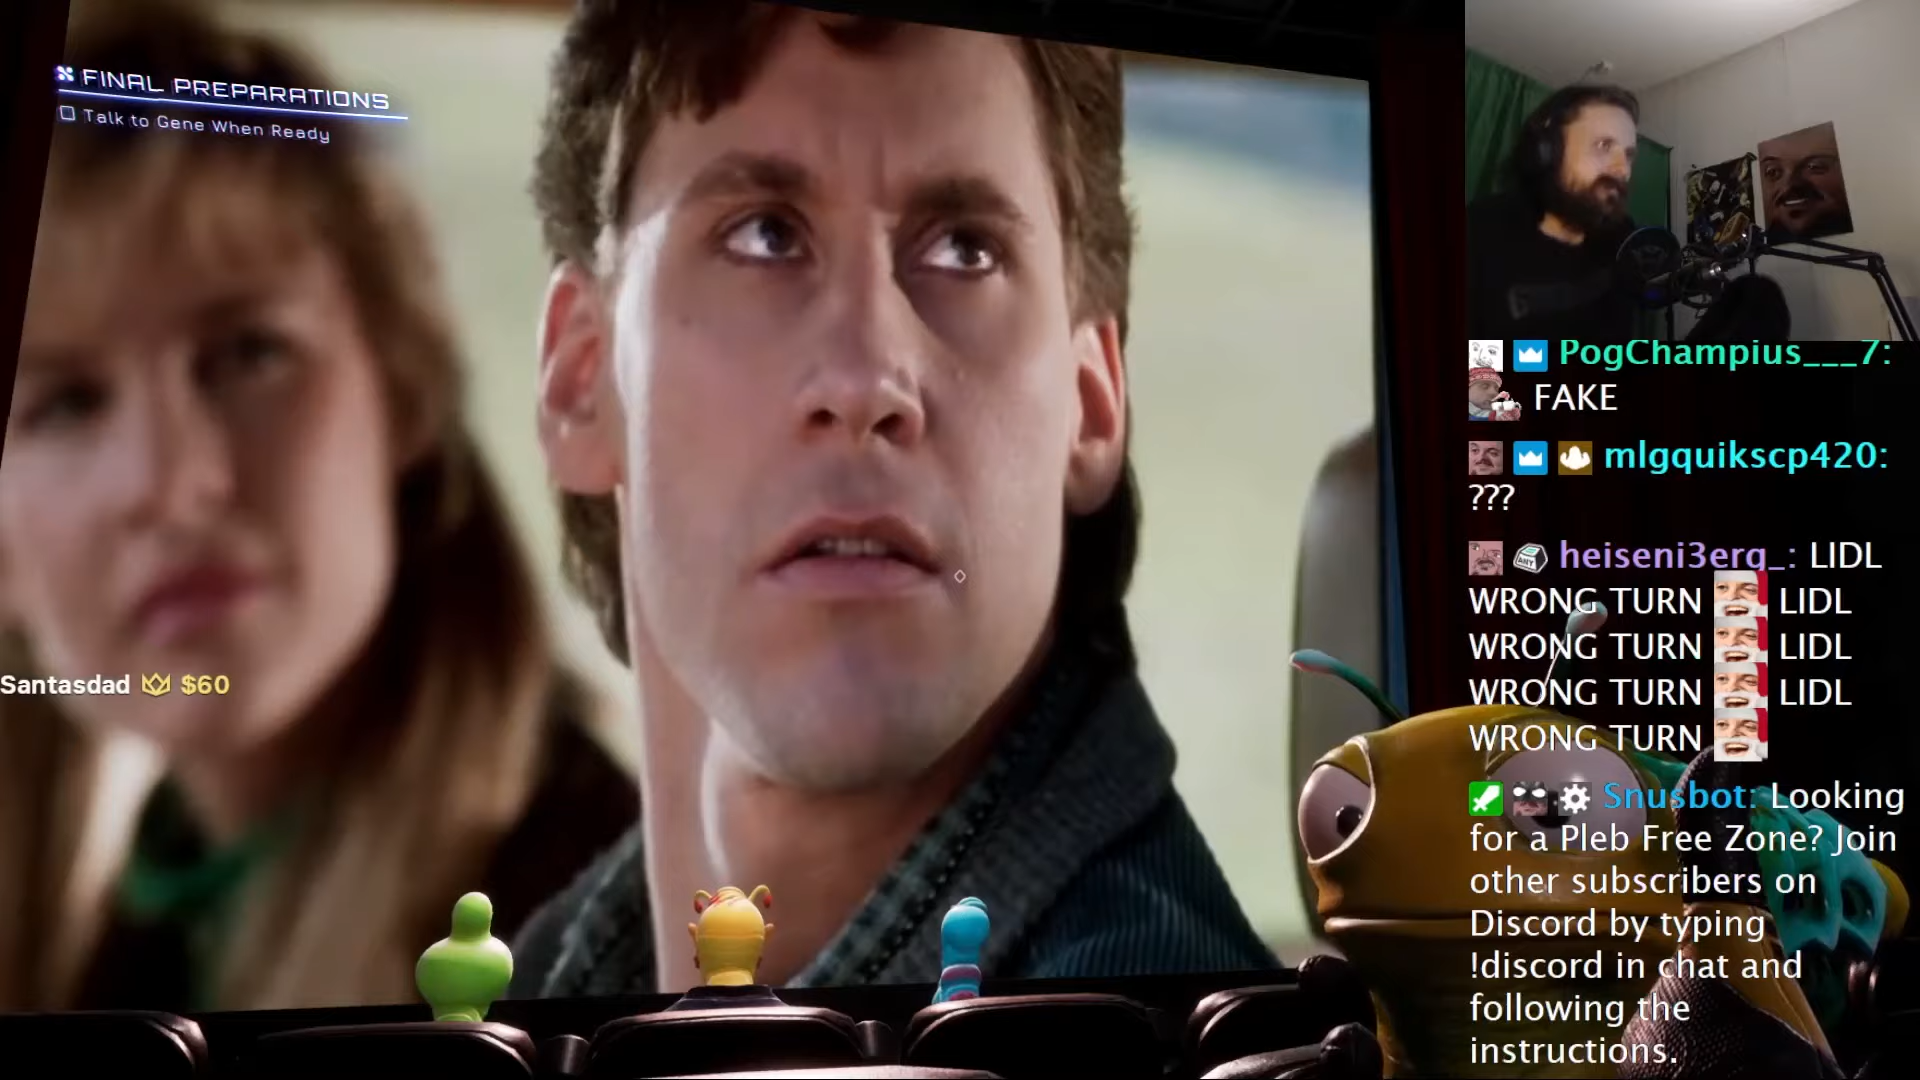 FINAL PREPARATIONS
Talk to Gene When Ready
Santasdad $60
PogChampius___7:
FAKE
mlgquikscp420:
???
heiseni3erg_: LIDL
WRONG TURN LIDL
WRONG TURN LIDL
WRONG TURN LIDL
WRONG TURN
Snusbot: Looking
for a Pleb Free Zone? Join
other subscribers on
Discord by typing
!discord in chat and
following the
instructions.